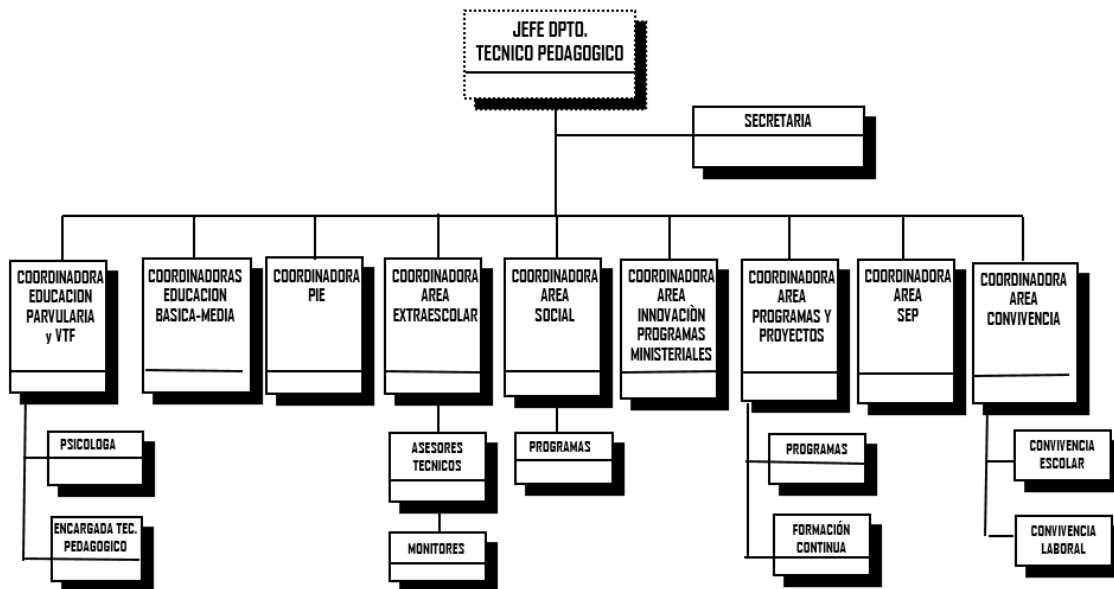 JEFE DPTO.
TECNICO PEDAGOGICO
SECRETARIA
COORDINADORA
EDUCACION
PARVULARIA
y VTF
COORDINADORAS
EDUCACION
BASICA-MEDIA
COORDINADORA
PIE
COORDINADORA
AREA
EXTRAESCOLAR
COORDINADORA
AREA
SOCIAL
COORDINADORA
AREA
INNOVACIÒN
PROGRAMAS
MINISTERIALES
COORDINADORA
AREA
PROGRAMAS Y
PROYECTOS
COORDINADORA
AREA
SEP
COORDINADORA
AREA
CONVIVENCIA
PSICOLOGA
ENCARGADA TEC.
PEDAGOGICO
ASESORES
TECNICOS
MONITORES
PROGRAMAS
PROGRAMAS
FORMACIÓN
CONTINUA
CONVIVENCIA
ESCOLAR
CONVIVENCIA
LABORAL